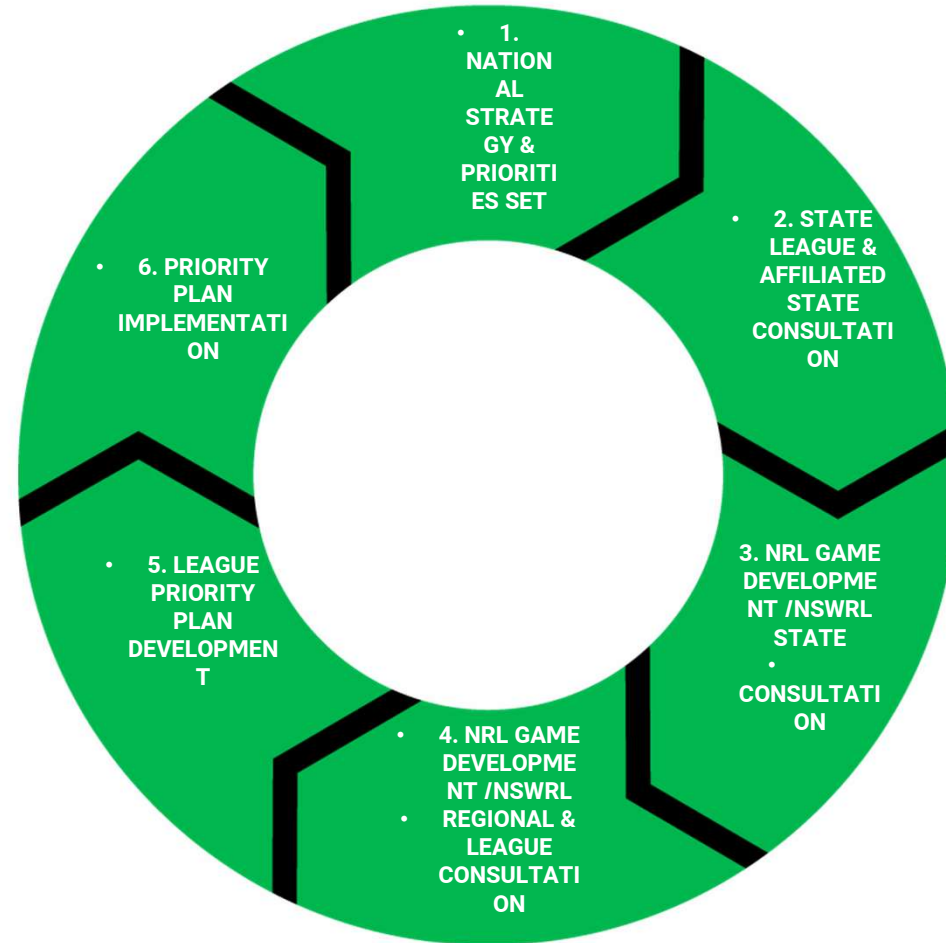 • 1.
NATION
AL
STRATE
GY &
PRIORITI
ES SET
• 2. STATE
LEAGUE &
AFFILIATED
STATE
CONSULTATI
ON
3. NRL GAME
DEVELOPME
NT /NSWRL
STATE
•
CONSULTATI
ON
• 4. NRL GAME
DEVELOPME
NT /NSWRL
• REGIONAL &
LEAGUE
CONSULTATI
ON
• 5. LEAGUE
PRIORITY
PLAN
DEVELOPMEN
T
• 6. PRIORITY
PLAN
IMPLEMENTATI
ON